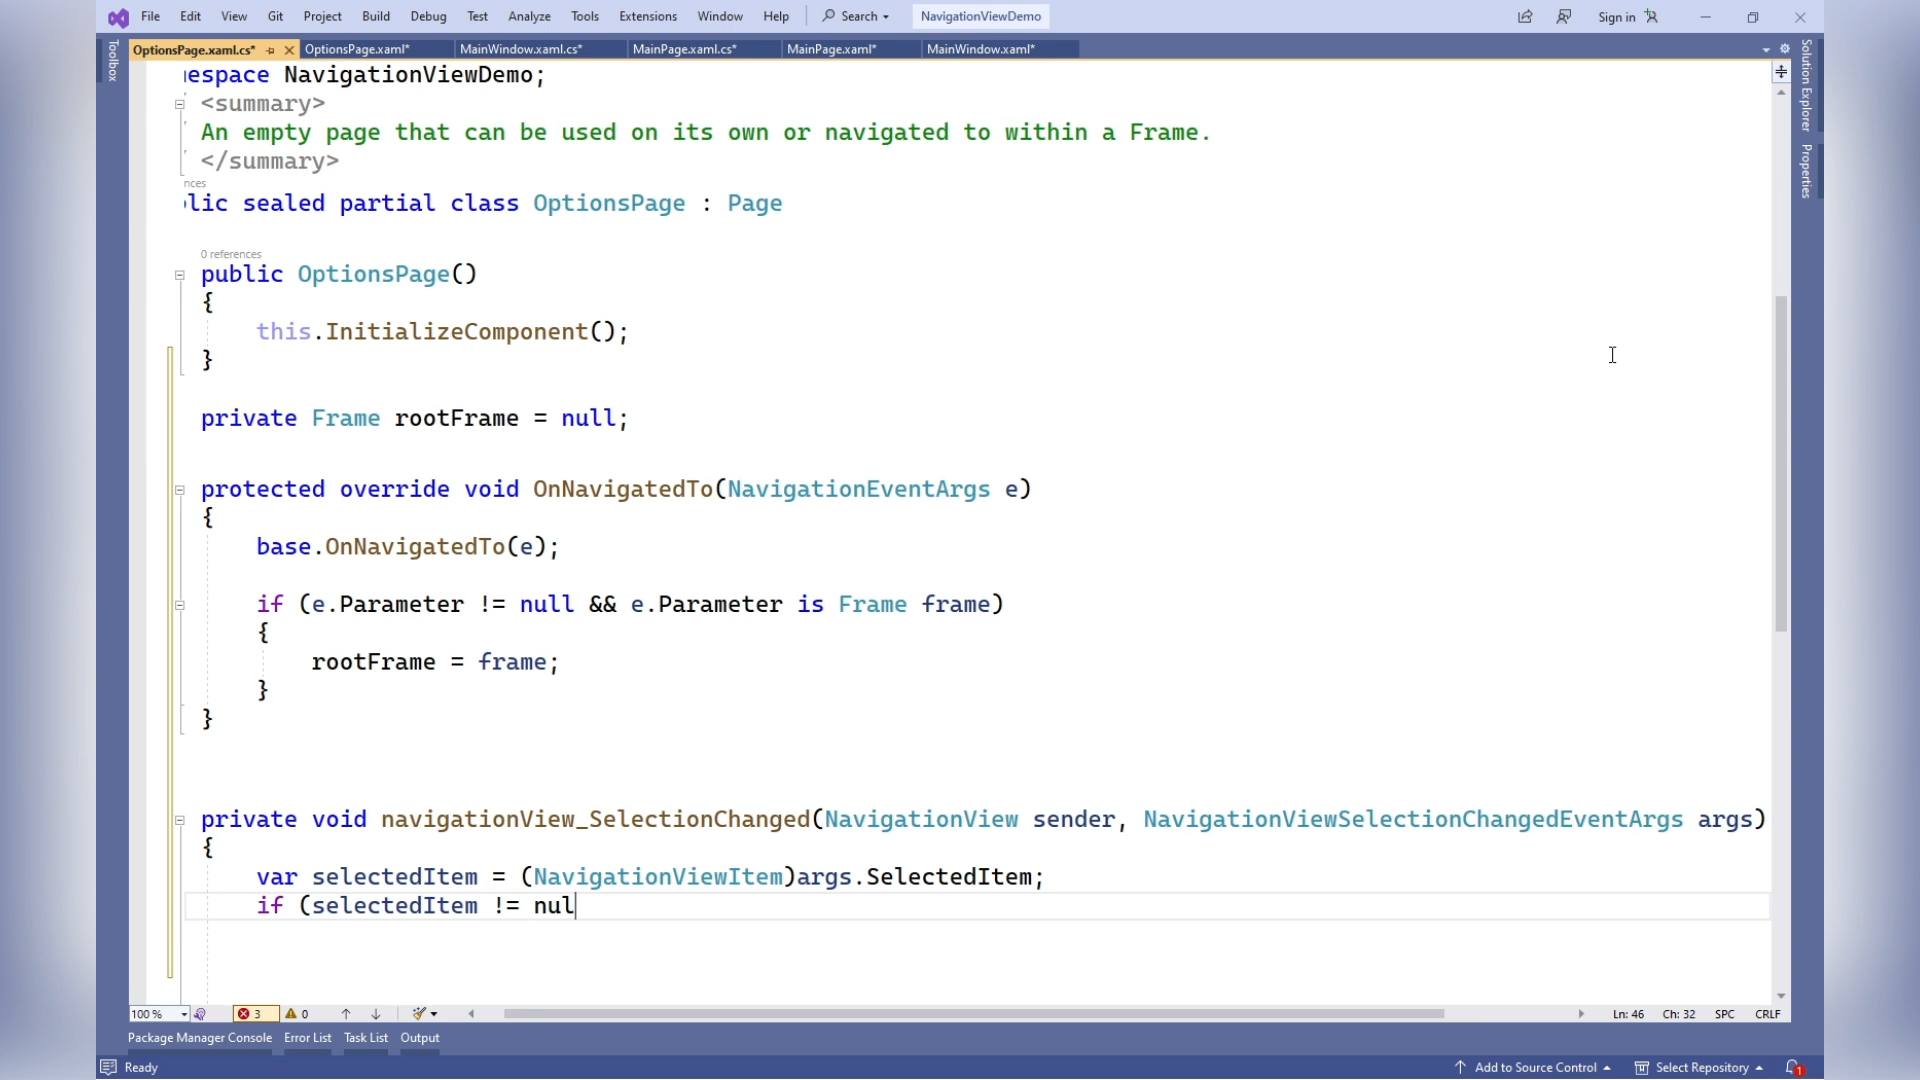 File Edit View Git Project Build Debug Test Analyze Tools Extensions Window Help Search NavigationViewDemo Sign in
OptionsPage.xaml.cs* OptionsPage.xaml* MainWindow.xaml.cs* MainPage.xaml.cs* MainPage.xaml* MainWindow.xaml*
Toolbox
Solution Explorer
Properties
espace NavigationViewDemo;
<summary>
An empty page that can be used on its own or navigated to within a Frame.
</summary>
nces
lic sealed partial class OptionsPage : Page
0 references
public OptionsPage()
{
this.InitializeComponent();
}
private Frame rootFrame = null;
protected override void OnNavigatedTo(NavigationEventArgs e)
{
base.OnNavigatedTo(e);
if (e.Parameter != null && e.Parameter is Frame frame)
{
rootFrame = frame;
}
}
private void navigationView_SelectionChanged(NavigationView sender, NavigationViewSelectionChangedEventArgs args)
{
var selectedItem = (NavigationViewItem)args.SelectedItem;
if (selectedItem != nul
100 % 3 0 Ln: 46 Ch: 32 SPC CRLF
Package Manager Console Error List Task List Output
Ready Add to Source Control Select Repository 1